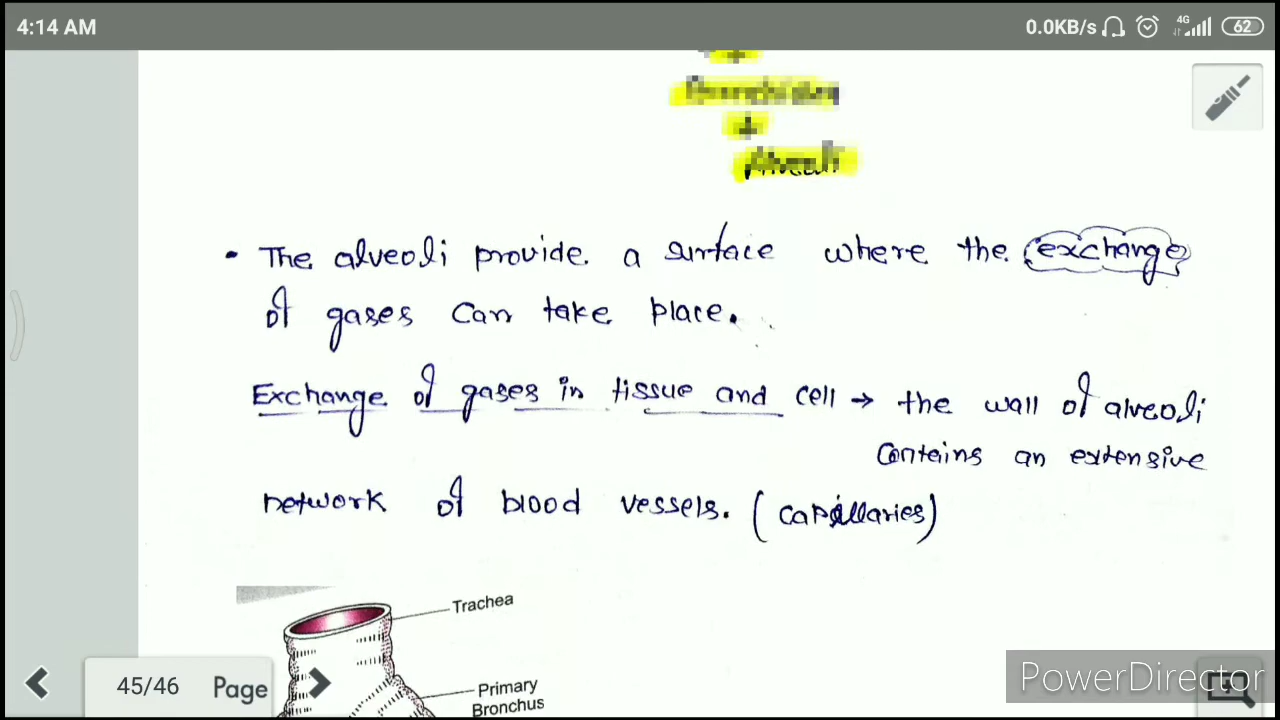 4:14 AM
0.0KB/s 4G 62
Alveoli
• The alveoli provide a surface where the exchange
of gases can take place.
Exchange of gases in tissue and cell → the wall of alveoli
contains an extensive
network of blood vessels. (capillaries)
Trachea
Primary
Bronchus
45/46 Page
PowerDirector